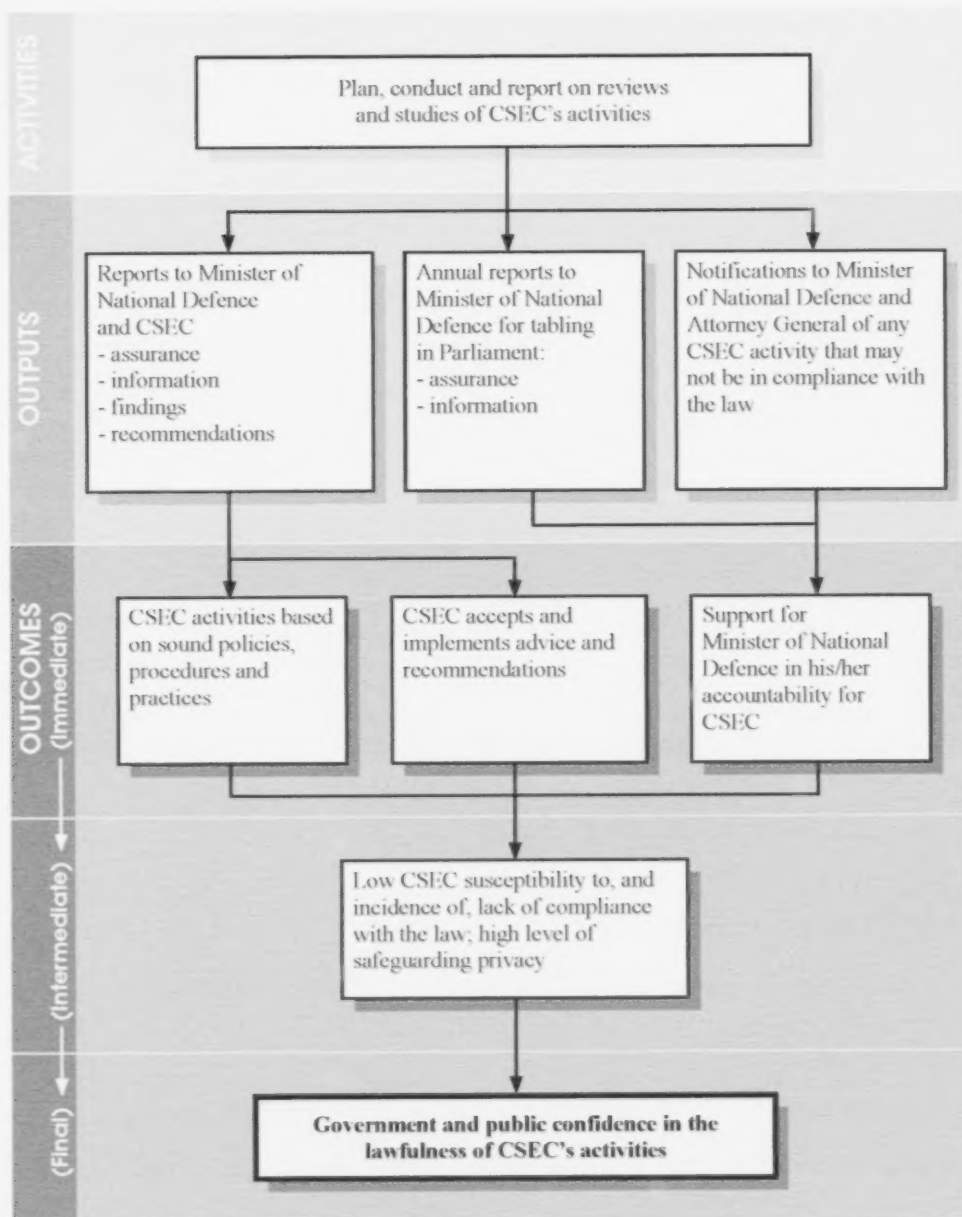 ACTIVITIES
Plan, conduct and report on reviews
and studies of CSEC's activities
OUTPUTS
Reports to Minister of
National Defence
and CSEC
- assurance
- information
- findings
- recommendations
Annual reports to
Minister of National
Defence for tabling
in Parliament:
- assurance
- information
Notifications to Minister
of National Defence and
Attorney General of any
CSEC activity that may
not be in compliance with
the law
OUTCOMES
(Immediate)
CSEC activities based
on sound policies,
procedures and
practices
CSEC accepts and
implements advice and
recommendations
Support for
Minister of National
Defence in his/her
accountability for
CSEC
(Intermediate)
Low CSEC susceptibility to, and
incidence of, lack of compliance
with the law; high level of
safeguarding privacy
(Final)
Government and public confidence in the
lawfulness of CSEC's activities